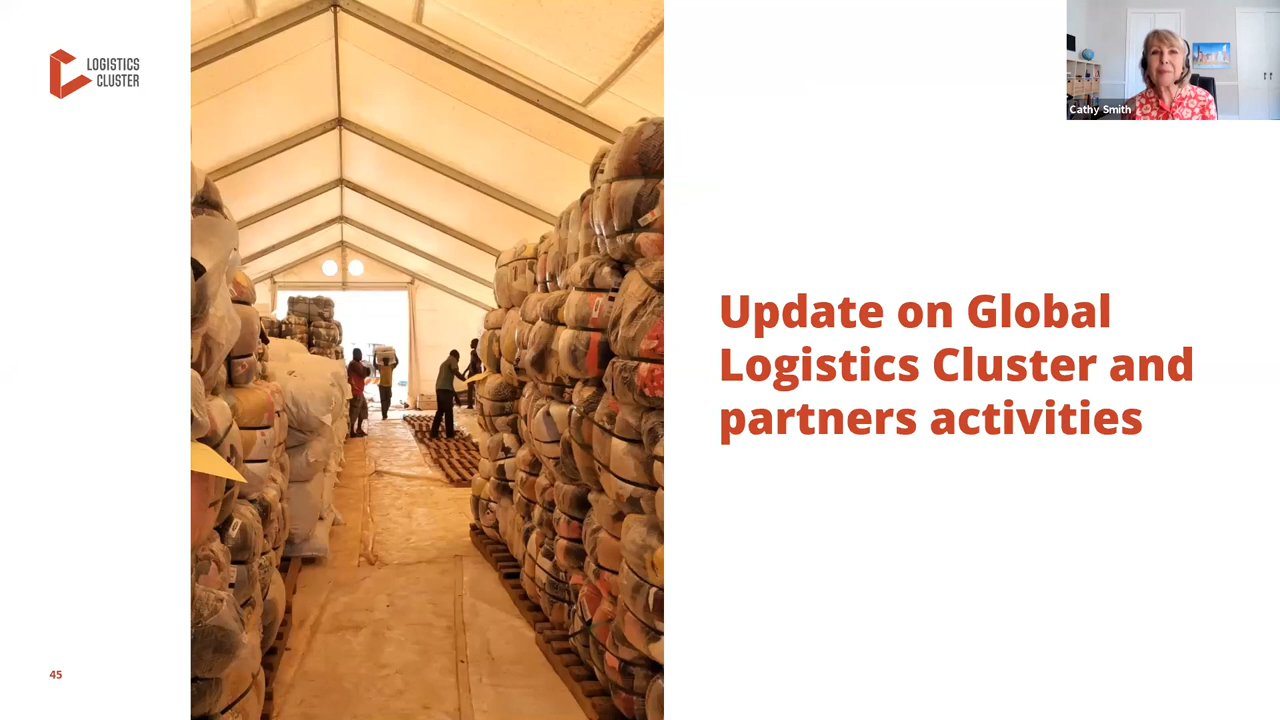 LOGISTICS
CLUSTER
Cathy Smith
Update on Global
Logistics Cluster and
partners activities
45